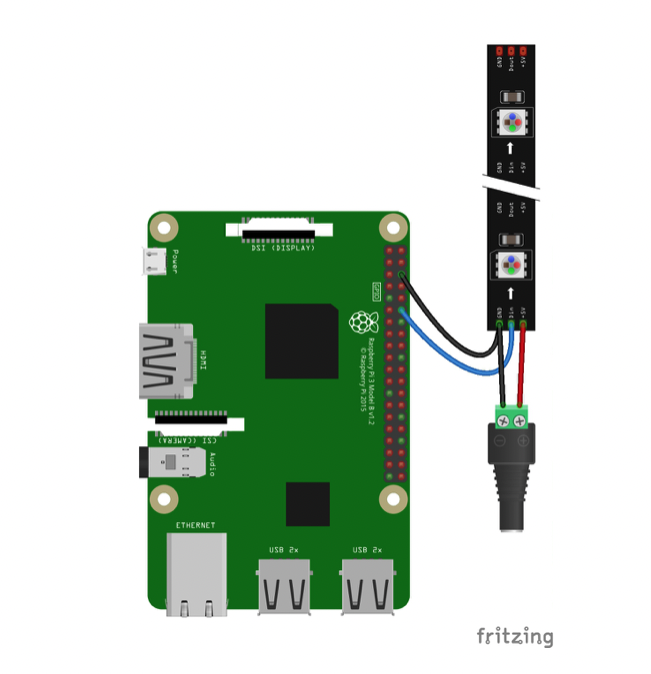 GND Dout +5V
GND Din +5V
GND Dout +5V
GND Din +5V
DSI (DISPLAY)
Power
GPIO
HDMI
Raspberry Pi 3 Model B v1.2
© Raspberry Pi 2015
CSI (CAMERA)
Audio
ETHERNET
USB 2x
USB 2x
fritzing